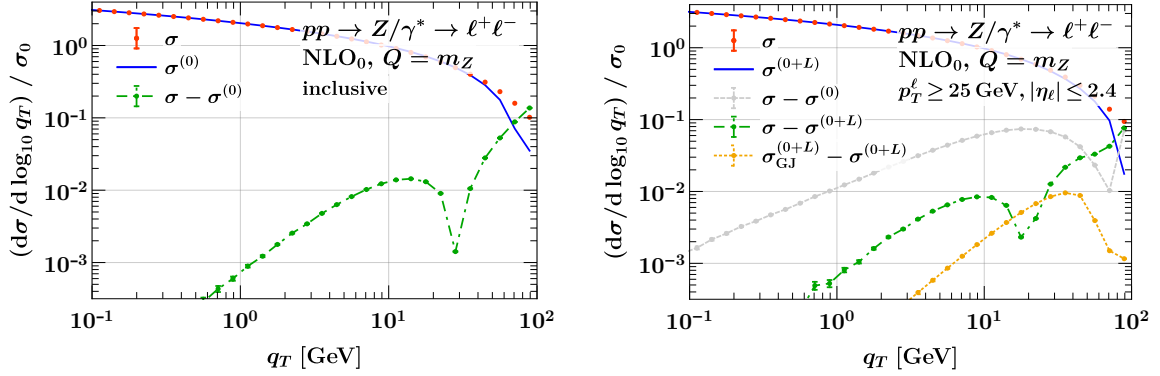 (dσ/d log₁₀ q_T) / σ₀
10⁰
10⁻¹
10⁻²
10⁻³
pp → Z/γ* → ℓ⁺ℓ⁻
NLO₀, Q = m_Z
inclusive
σ
σ⁽⁰⁾
σ − σ⁽⁰⁾
10⁻¹
10⁰
10¹
10²
q_T [GeV]
(dσ/d log₁₀ q_T) / σ₀
10⁰
10⁻¹
10⁻²
10⁻³
pp → Z/γ* → ℓ⁺ℓ⁻
NLO₀, Q = m_Z
p_T^ℓ ≥ 25 GeV, |η_ℓ| ≤ 2.4
σ
σ⁽⁰⁺ᴸ⁾
σ − σ⁽⁰⁾
σ − σ⁽⁰⁺ᴸ⁾
σ_GJ⁽⁰⁺ᴸ⁾ − σ⁽⁰⁺ᴸ⁾
10⁻¹
10⁰
10¹
10²
q_T [GeV]